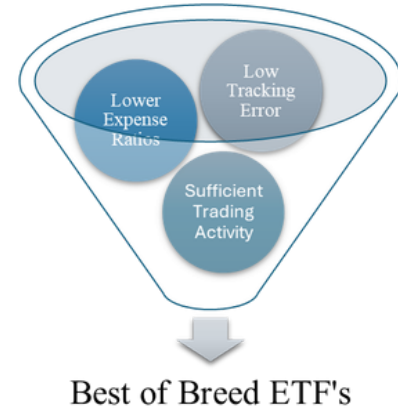 Low
Tracking
Error
Lower
Expense
Ratios
Sufficient
Trading
Activity
Best of Breed ETF's